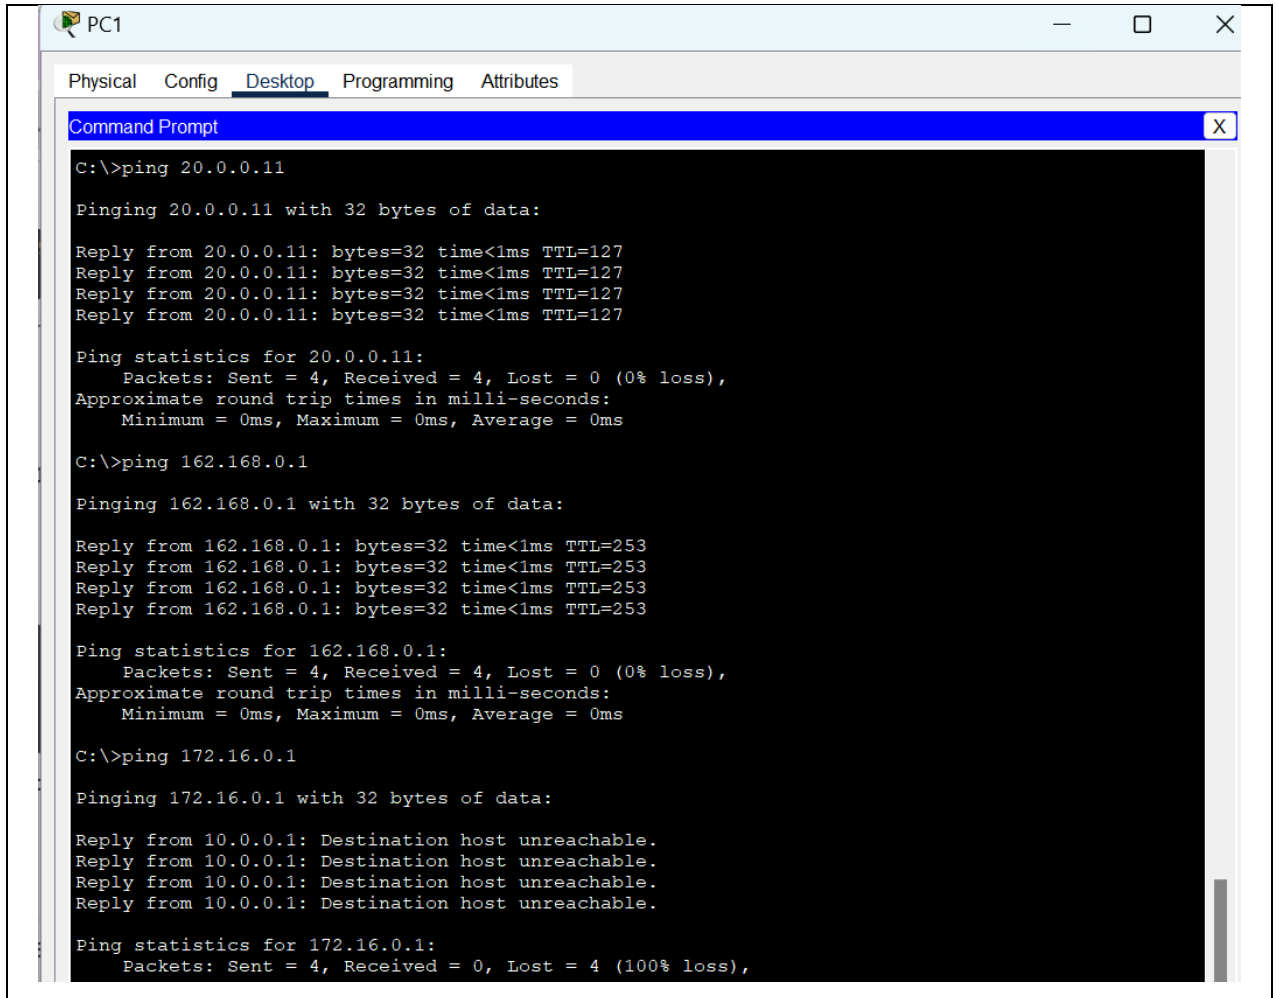 PC1
Physical Config Desktop Programming Attributes
Command Prompt X
C:\>ping 20.0.0.11
Pinging 20.0.0.11 with 32 bytes of data:
Reply from 20.0.0.11: bytes=32 time<1ms TTL=127
Reply from 20.0.0.11: bytes=32 time<1ms TTL=127
Reply from 20.0.0.11: bytes=32 time<1ms TTL=127
Reply from 20.0.0.11: bytes=32 time<1ms TTL=127
Ping statistics for 20.0.0.11:
Packets: Sent = 4, Received = 4, Lost = 0 (0% loss),
Approximate round trip times in milli-seconds:
Minimum = 0ms, Maximum = 0ms, Average = 0ms
C:\>ping 162.168.0.1
Pinging 162.168.0.1 with 32 bytes of data:
Reply from 162.168.0.1: bytes=32 time<1ms TTL=253
Reply from 162.168.0.1: bytes=32 time<1ms TTL=253
Reply from 162.168.0.1: bytes=32 time<1ms TTL=253
Reply from 162.168.0.1: bytes=32 time<1ms TTL=253
Ping statistics for 162.168.0.1:
Packets: Sent = 4, Received = 4, Lost = 0 (0% loss),
Approximate round trip times in milli-seconds:
Minimum = 0ms, Maximum = 0ms, Average = 0ms
C:\>ping 172.16.0.1
Pinging 172.16.0.1 with 32 bytes of data:
Reply from 10.0.0.1: Destination host unreachable.
Reply from 10.0.0.1: Destination host unreachable.
Reply from 10.0.0.1: Destination host unreachable.
Reply from 10.0.0.1: Destination host unreachable.
Ping statistics for 172.16.0.1:
Packets: Sent = 4, Received = 0, Lost = 4 (100% loss),